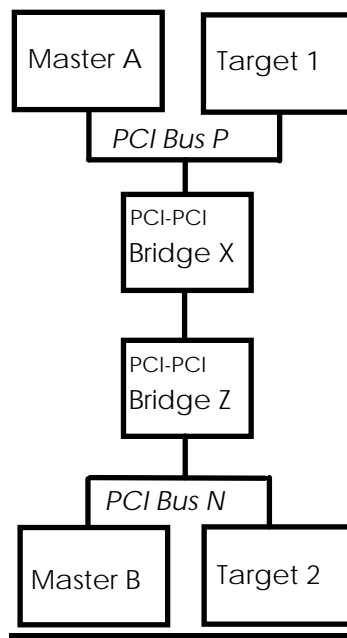 Master A
Target 1
PCI Bus P
PCI-PCI
Bridge X
PCI-PCI
Bridge Z
PCI Bus N
Master B
Target 2